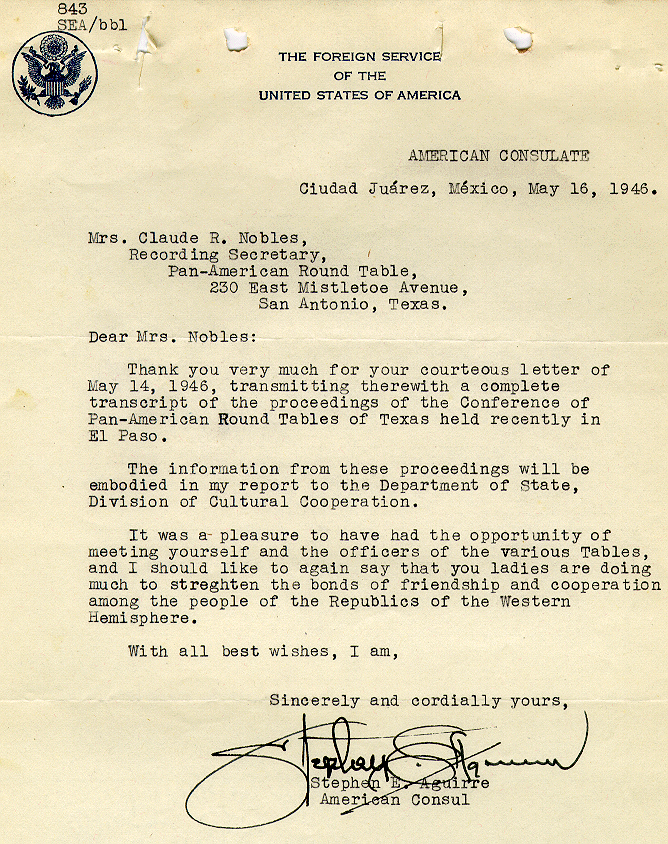 843
SEA/bbl
THE FOREIGN SERVICE
OF THE
UNITED STATES OF AMERICA
AMERICAN CONSULATE
Ciudad Juárez, México, May 16, 1946.
Mrs. Claude R. Nobles,
Recording Secretary,
Pan-American Round Table,
230 East Mistletoe Avenue,
San Antonio, Texas.
Dear Mrs. Nobles:
Thank you very much for your courteous letter of
May 14, 1946, transmitting therewith a complete
transcript of the proceedings of the Conference of
Pan-American Round Tables of Texas held recently in
El Paso.
The information from these proceedings will be
embodied in my report to the Department of State,
Division of Cultural Cooperation.
It was a pleasure to have had the opportunity of
meeting yourself and the officers of the various Tables,
and I should like to again say that you ladies are doing
much to streghten the bonds of friendship and cooperation
among the people of the Republics of the Western
Hemisphere.
With all best wishes, I am,
Sincerely and cordially yours,
Stephen E. Aguirre
Stephen E. Aguirre
American Consul